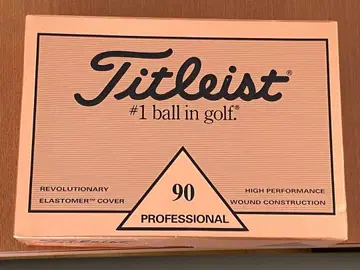 Titleist®
#1 ball in golf.®
90
PROFESSIONAL
REVOLUTIONARY
ELASTOMER™ COVER
HIGH PERFORMANCE
WOUND CONSTRUCTION